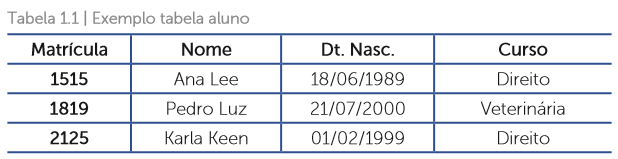 Tabela 1.1 | Exemplo tabela aluno
Matrícula Nome Dt. Nasc. Curso
1515 Ana Lee 18/06/1989 Direito
1819 Pedro Luz 21/07/2000 Veterinária
2125 Karla Keen 01/02/1999 Direito